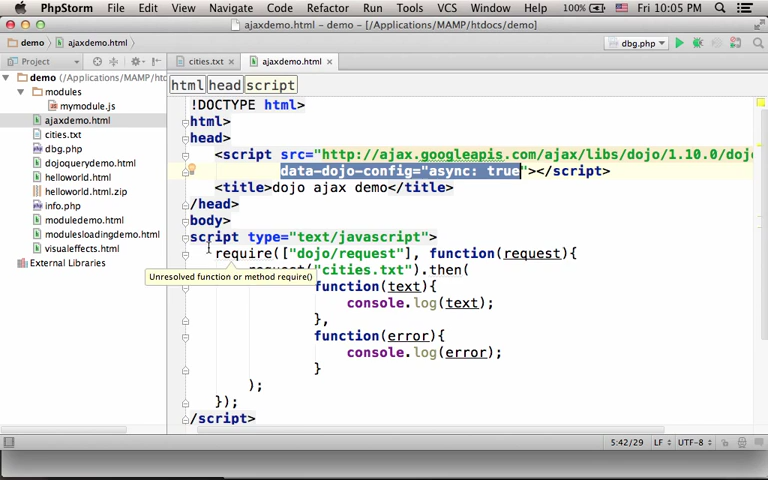 PhpStorm File Edit View Navigate Code Refactor Run Tools VCS Window Help 100% Fri 10:05 PM
ajaxdemo.html - demo - [/Applications/MAMP/htdocs/demo]
demo ajaxdemo.html dbg.php
Project cities.txt ajaxdemo.html
demo (/Applications/MAMP/htc
modules
mymodule.js
ajaxdemo.html
cities.txt
dbg.php
dojoquerydemo.html
helloworld.html
helloworld.html.zip
info.php
moduledemo.html
modulesloadingdemo.html
visualeffects.html
External Libraries
html head script
!DOCTYPE html>
html>
head>
<script src="http://ajax.googleapis.com/ajax/libs/dojo/1.10.0/dojo
data-dojo-config="async: true"></script>
<title>dojo ajax demo</title>
/head>
body>
script type="text/javascript">
require(["dojo/request"], function(request){
request("cities.txt").then(
Unresolved function or method require()
function(text){
console.log(text);
},
function(error){
console.log(error);
}
);
});
/script>
5:42/29 LF UTF-8